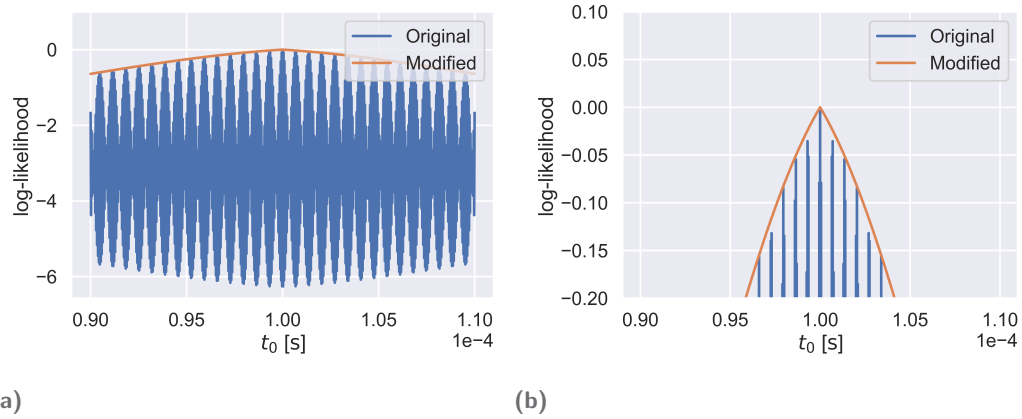 Original
Modified
log-likelihood
0
−2
−4
−6
0.90
0.95
1.00
1.05
1.10
t0 [s]
1e−4
a)
Original
Modified
log-likelihood
0.10
0.05
0.00
−0.05
−0.10
−0.15
−0.20
0.90
0.95
1.00
1.05
1.10
t0 [s]
1e−4
(b)